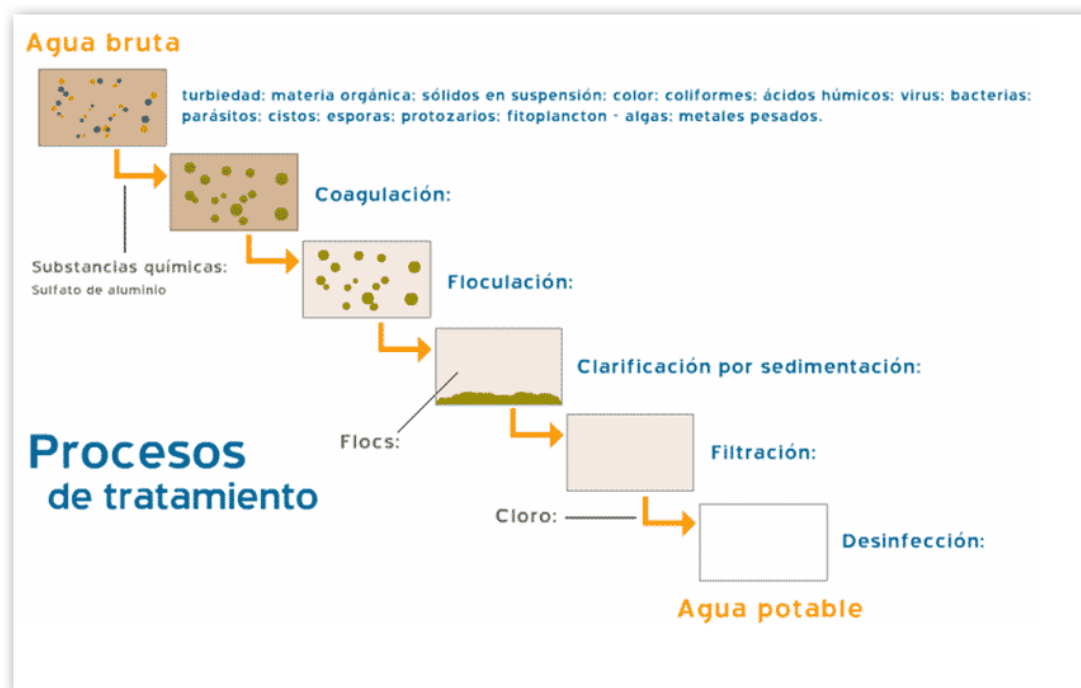 Agua bruta
turbiedad; materia orgánica; sólidos en suspensión; color; coliformes; ácidos húmicos; virus; bacterias;
parásitos; cistos; esporas; protozarios; fitoplancton - algas; metales pesados.
Coagulación:
Substancias químicas:
Sulfato de aluminio
Floculación:
Clarificación por sedimentación:
Flocs:
Procesos
de tratamiento
Filtración:
Cloro:
Desinfección:
Agua potable